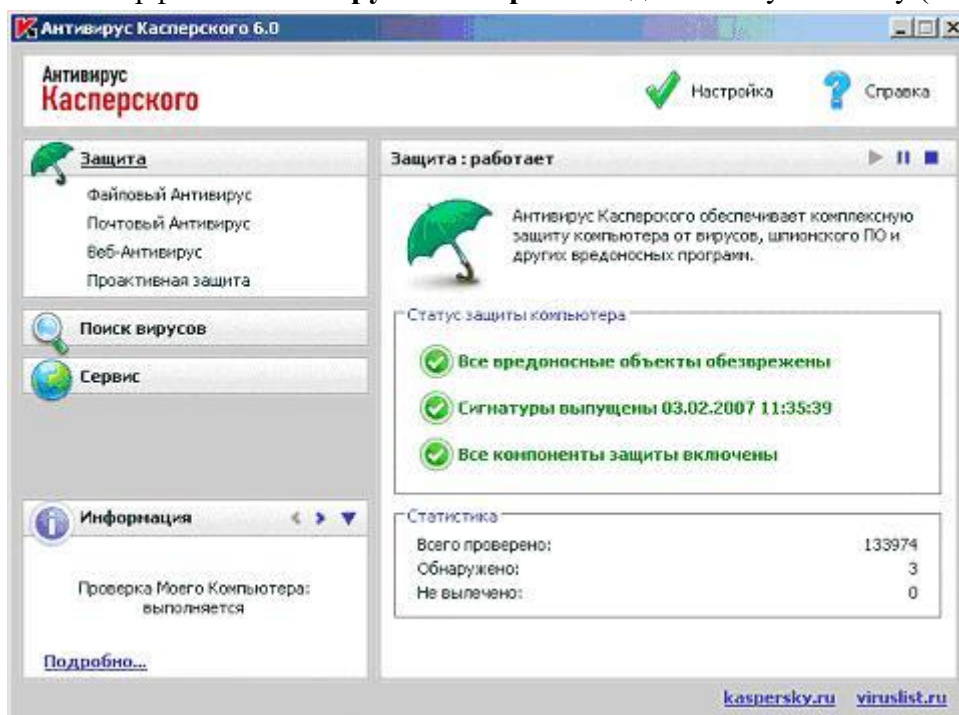 Антивирус Касперского 6.0
Антивирус
Касперского
Настройка
Справка
Защита
Файловый Антивирус
Почтовый Антивирус
Веб-Антивирус
Проактивная защита
Поиск вирусов
Сервис
Информация
Проверка Моего Компьютера:
выполняется
Подробно...
Защита : работает
Антивирус Касперского обеспечивает комплексную
защиту компьютера от вирусов, шпионского ПО и
других вредоносных программ.
Статус защиты компьютера
Все вредоносные объекты обезврежены
Сигнатуры выпущены 03.02.2007 11:35:39
Все компоненты защиты включены
Статистика
Всего проверено: 133974
Обнаружено: 3
Не вылечено: 0
kaspersky.ru viruslist.ru